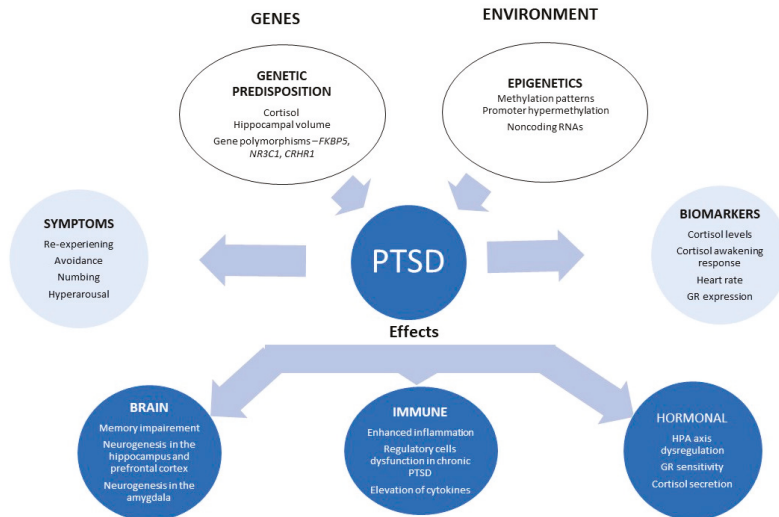 GENES
ENVIRONMENT
GENETIC
PREDISPOSITION
Cortisol
Hippocampal volume
Gene polymorphisms – FKBP5,
NR3C1, CRHR1
EPIGENETICS
Methylation patterns
Promoter hypermethylation
Noncoding RNAs
SYMPTOMS
Re-experiening
Avoidance
Numbing
Hyperarousal
PTSD
BIOMARKERS
Cortisol levels
Cortisol awakening
response
Heart rate
GR expression
Effects
BRAIN
Memory impairement
Neurogenesis in the
hippocampus and
prefrontal cortex
Neurogenesis in the
amygdala
IMMUNE
Enhanced inflammation
Regulatory cells
dysfunction in chronic
PTSD
Elevation of cytokines
HORMONAL
HPA axis
dysregulation
GR sensitivity
Cortisol secretion